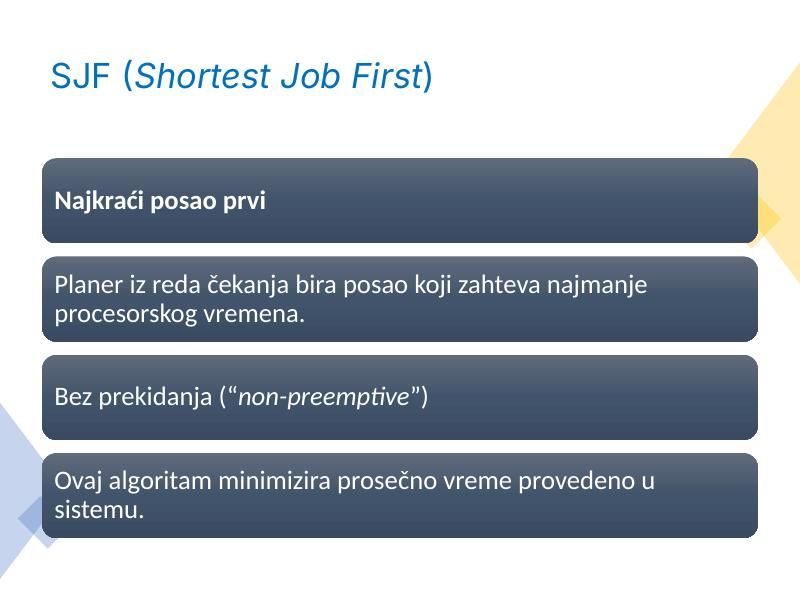 SJF (Shortest Job First)
Najkraći posao prvi
Planer iz reda čekanja bira posao koji zahteva najmanje
procesorskog vremena.
Bez prekidanja (“non-preemptive”)
Ovaj algoritam minimizira prosečno vreme provedeno u
sistemu.